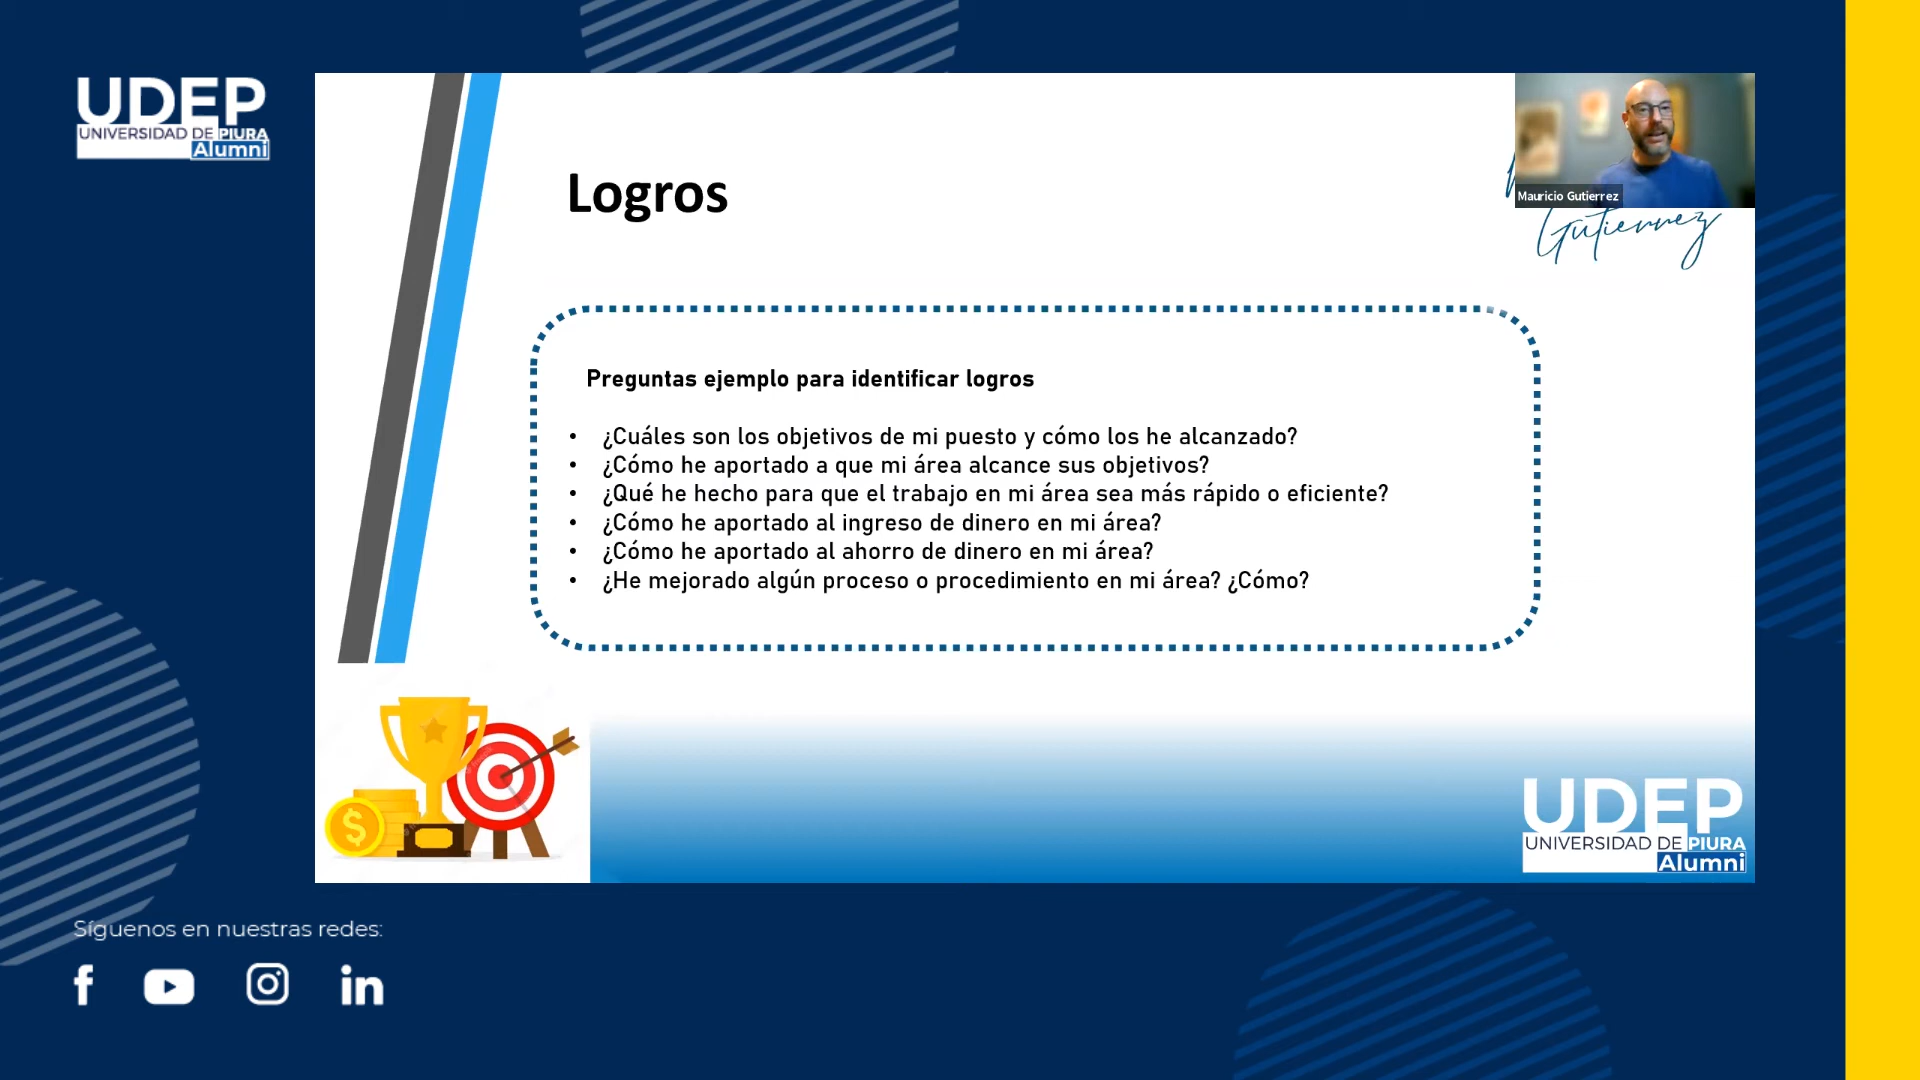 UDEP
UNIVERSIDAD DE PIURA
Alumni
Logros
Mauricio Gutierrez
Gutierrez
Preguntas ejemplo para identificar logros
• ¿Cuáles son los objetivos de mi puesto y cómo los he alcanzado?
• ¿Cómo he aportado a que mi área alcance sus objetivos?
• ¿Qué he hecho para que el trabajo en mi área sea más rápido o eficiente?
• ¿Cómo he aportado al ingreso de dinero en mi área?
• ¿Cómo he aportado al ahorro de dinero en mi área?
• ¿He mejorado algún proceso o procedimiento en mi área? ¿Cómo?
$
UDEP
UNIVERSIDAD DE PIURA
Alumni
Síguenos en nuestras redes: